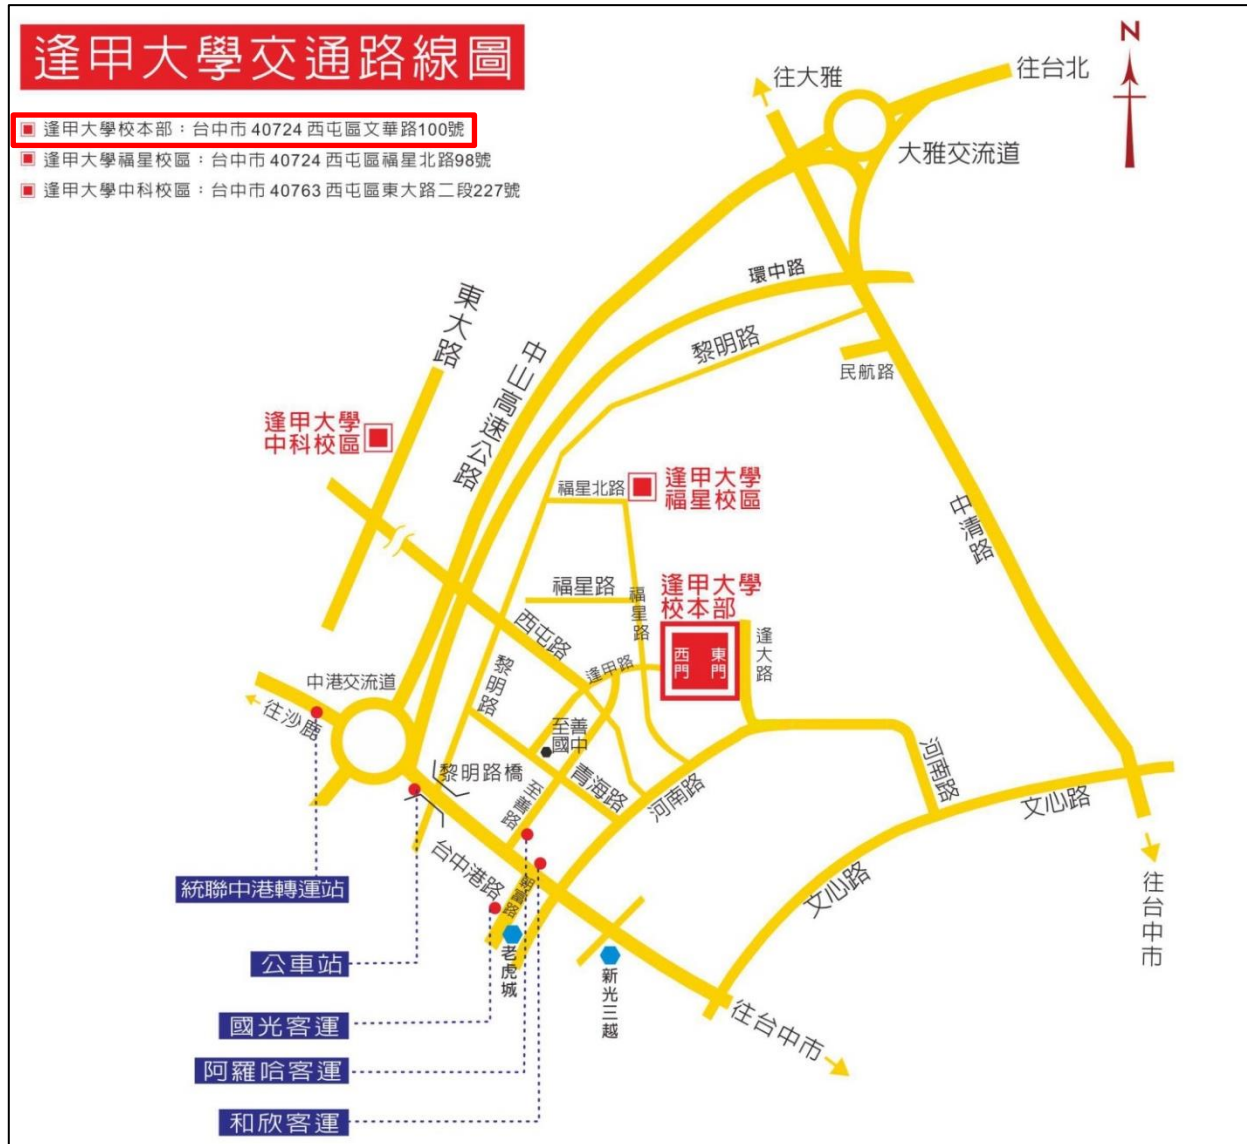 逢甲大學交通路線圖
逢甲大學校本部：台中市 40724 西屯區文華路100號
逢甲大學福星校區：台中市 40724 西屯區福星北路98號
逢甲大學中科校區：台中市 40763 西屯區東大路二段227號
N
往大雅
往台北
大雅交流道
環中路
東大路
黎明路
民航路
中山高速公路
逢甲大學
中科校區
福星北路
逢甲大學
福星校區
中清路
福星路
福星路
逢甲大學
校本部
西門
東門
逢大路
西屯路
逢甲路
黎明路
中港交流道
往沙鹿
至善
國中
黎明路橋
青海路
河南路
河南路
至善路
文心路
文心路
台中港路
朝富路
統聯中港轉運站
公車站
老虎城
新光三越
往台中市
往台中市
國光客運
阿羅哈客運
和欣客運